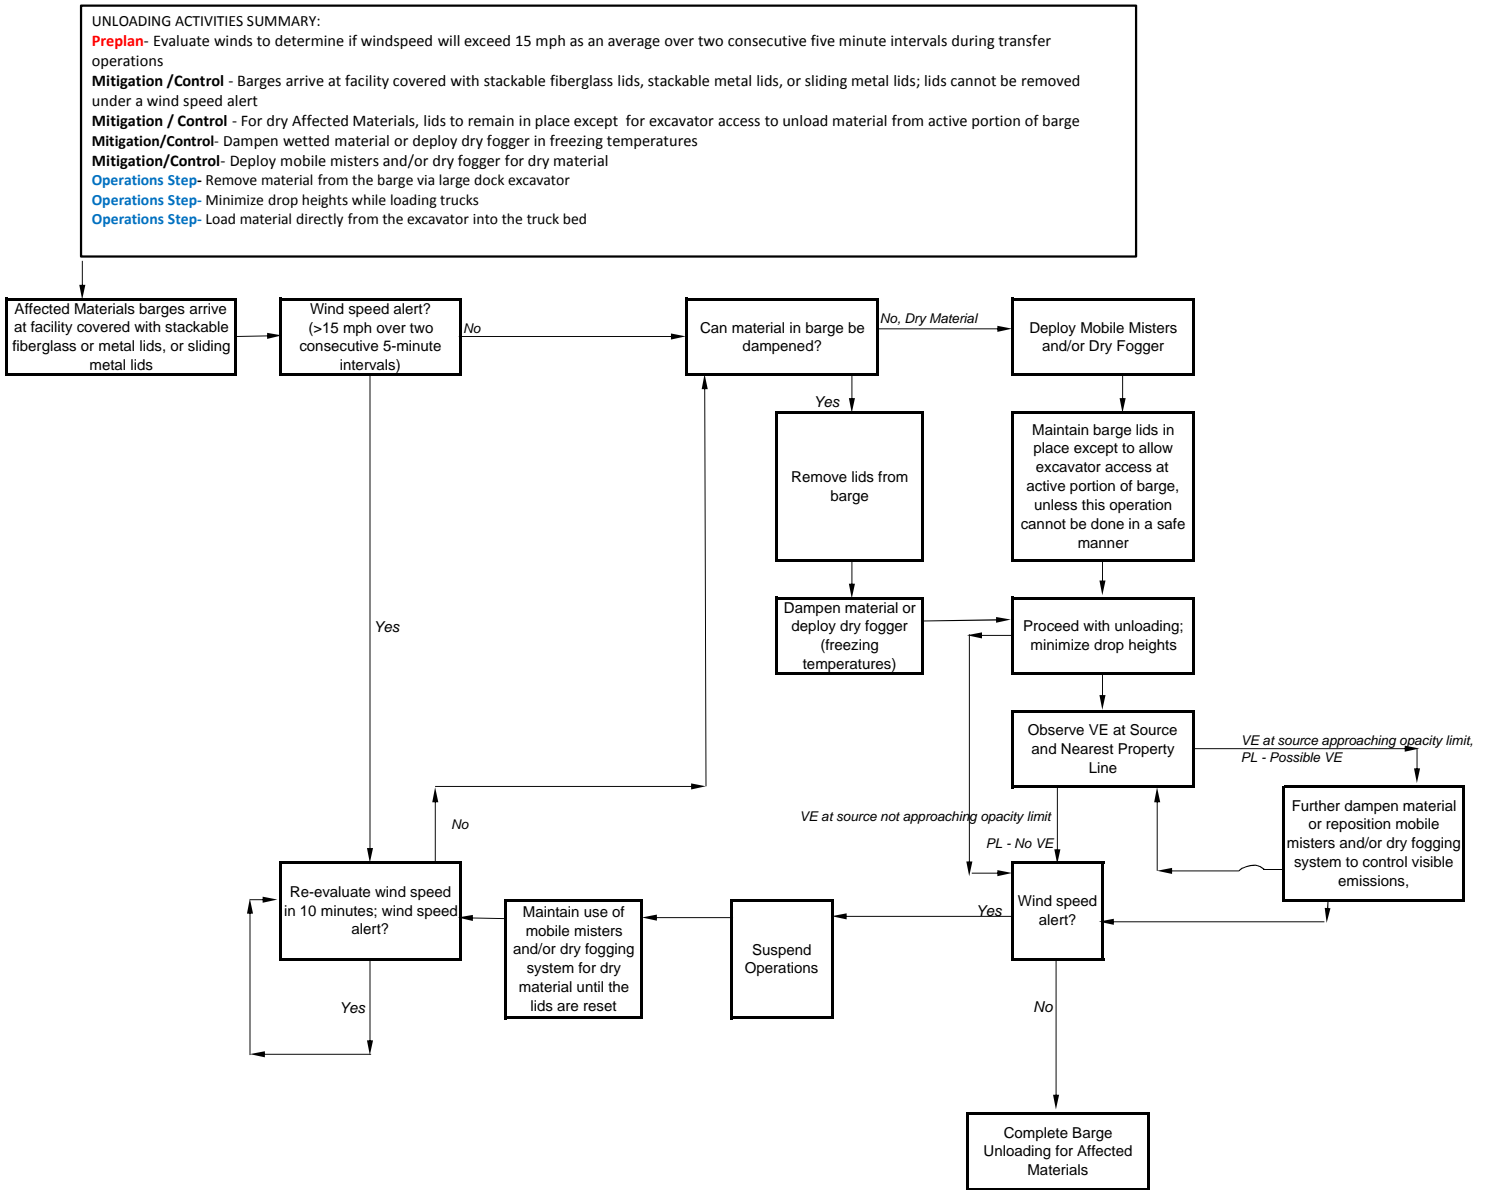 UNLOADING ACTIVITIES SUMMARY:
Preplan- Evaluate winds to determine if windspeed will exceed 15 mph as an average over two consecutive five minute intervals during transfer
operations
Mitigation /Control - Barges arrive at facility covered with stackable fiberglass lids, stackable metal lids, or sliding metal lids; lids cannot be removed
under a wind speed alert
Mitigation / Control - For dry Affected Materials, lids to remain in place except for excavator access to unload material from active portion of barge
Mitigation/Control- Dampen wetted material or deploy dry fogger in freezing temperatures
Mitigation/Control- Deploy mobile misters and/or dry fogger for dry material
Operations Step- Remove material from the barge via large dock excavator
Operations Step- Minimize drop heights while loading trucks
Operations Step- Load material directly from the excavator into the truck bed
Affected Materials barges arrive
at facility covered with stackable
fiberglass or metal lids, or sliding
metal lids
Wind speed alert?
(>15 mph over two
consecutive 5-minute
intervals)
No
Can material in barge be
dampened?
No, Dry Material
Deploy Mobile Misters
and/or Dry Fogger
Yes
Remove lids from
barge
Maintain barge lids in
place except to allow
excavator access at
active portion of barge,
unless this operation
cannot be done in a safe
manner
Yes
Dampen material or
deploy dry fogger
(freezing
temperatures)
Proceed with unloading;
minimize drop heights
Observe VE at Source
and Nearest Property
Line
VE at source approaching opacity limit,
PL - Possible VE
Further dampen material
or reposition mobile
misters and/or dry fogging
system to control visible
emissions,
VE at source not approaching opacity limit
PL - No VE
No
Re-evaluate wind speed
in 10 minutes; wind speed
alert?
Maintain use of
mobile misters
and/or dry fogging
system for dry
material until the
lids are reset
Suspend
Operations
Yes
Wind speed
alert?
Yes
No
Complete Barge
Unloading for Affected
Materials